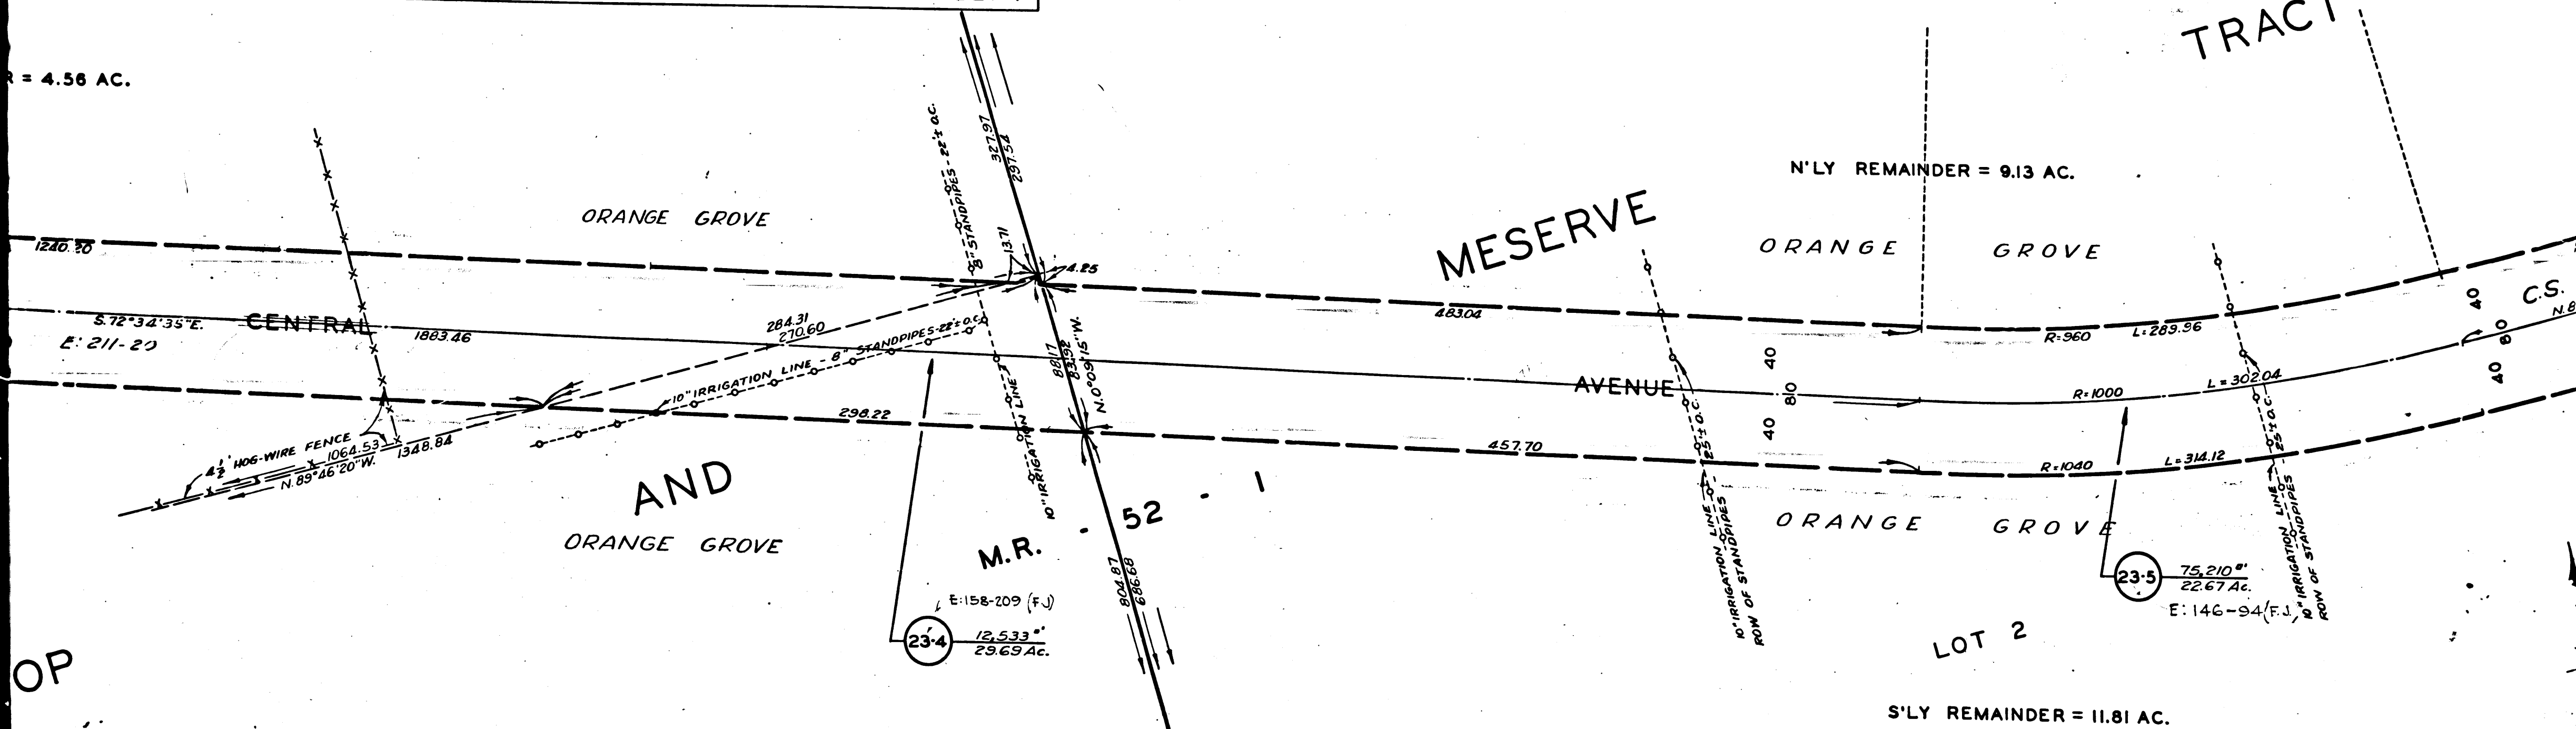 TRACT
= 4.56 AC.
N'LY REMAINDER = 9.13 AC.
ORANGE GROVE
MESERVE
ORANGE GROVE
8" STANDPIPES - 22'± O.C.
327.97
297.54
13.71
4.25
1240.20
S.72°34'35"E.
CENTRAL
1883.46
E: 211-20
284.31
270.60
10" IRRIGATION LINE - 8" STANDPIPES - 22'± O.C.
88.17
83.92
N.0°09'15"W.
483.04
AVENUE
40
80
40
R=960
L=289.96
R=1000
L=302.04
R=1040
L=314.12
40
80
40
C.S.
N.8
298.22
457.70
4½' HOG-WIRE FENCE
1064.53
1348.84
N.89°46'20"W.
10" IRRIGATION LINE
AND
ORANGE GROVE
M.R. - 52 - 1
804.87
686.68
E:158-209 (F.J)
23-4
12,533□'
29.69 Ac.
10" IRRIGATION LINE - 25'± O.C.
ROW OF STANDPIPES
ORANGE GROVE
23-5
75,210□'
22.67 Ac.
E: 146-94 (F.J.)
10" IRRIGATION LINE - 25'± O.C.
ROW OF STANDPIPES
LOT 2
OP
S'LY REMAINDER = 11.81 AC.